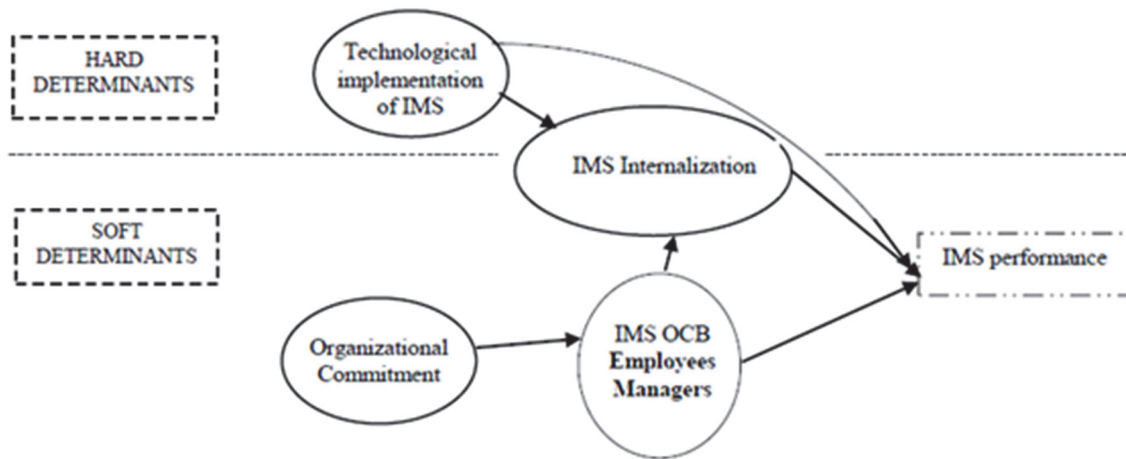 HARD
DETERMINANTS
Technological
implementation
of IMS
IMS Internalization
SOFT
DETERMINANTS
IMS performance
Organizational
Commitment
IMS OCB
Employees
Managers